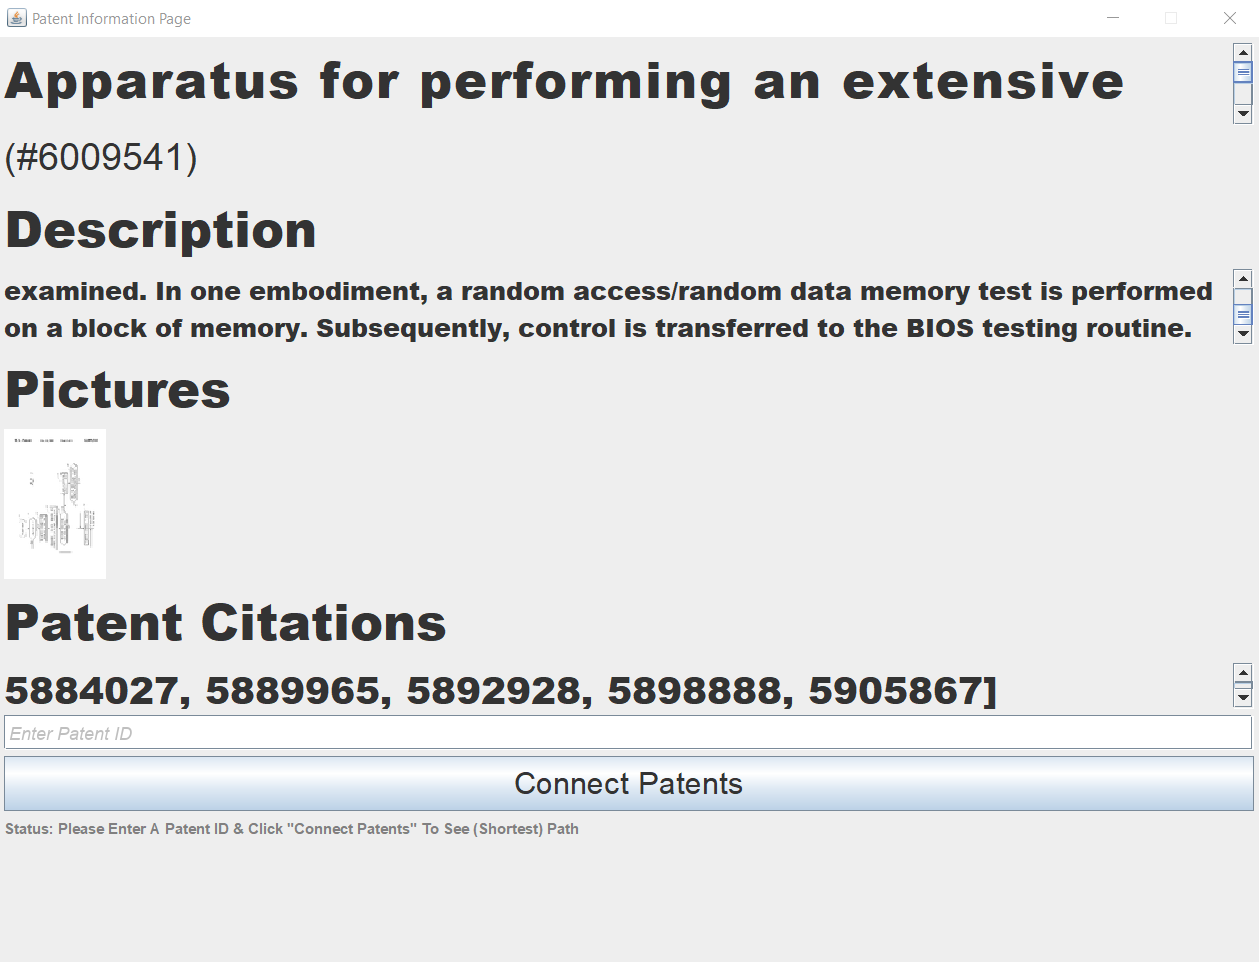 Patent Information Page
Apparatus for performing an extensive
(#6009541)
Description
examined. In one embodiment, a random access/random data memory test is performed
on a block of memory. Subsequently, control is transferred to the BIOS testing routine.
Pictures
Patent Citations
5884027, 5889965, 5892928, 5898888, 5905867]
Enter Patent ID
Connect Patents
Status: Please Enter A Patent ID & Click "Connect Patents" To See (Shortest) Path